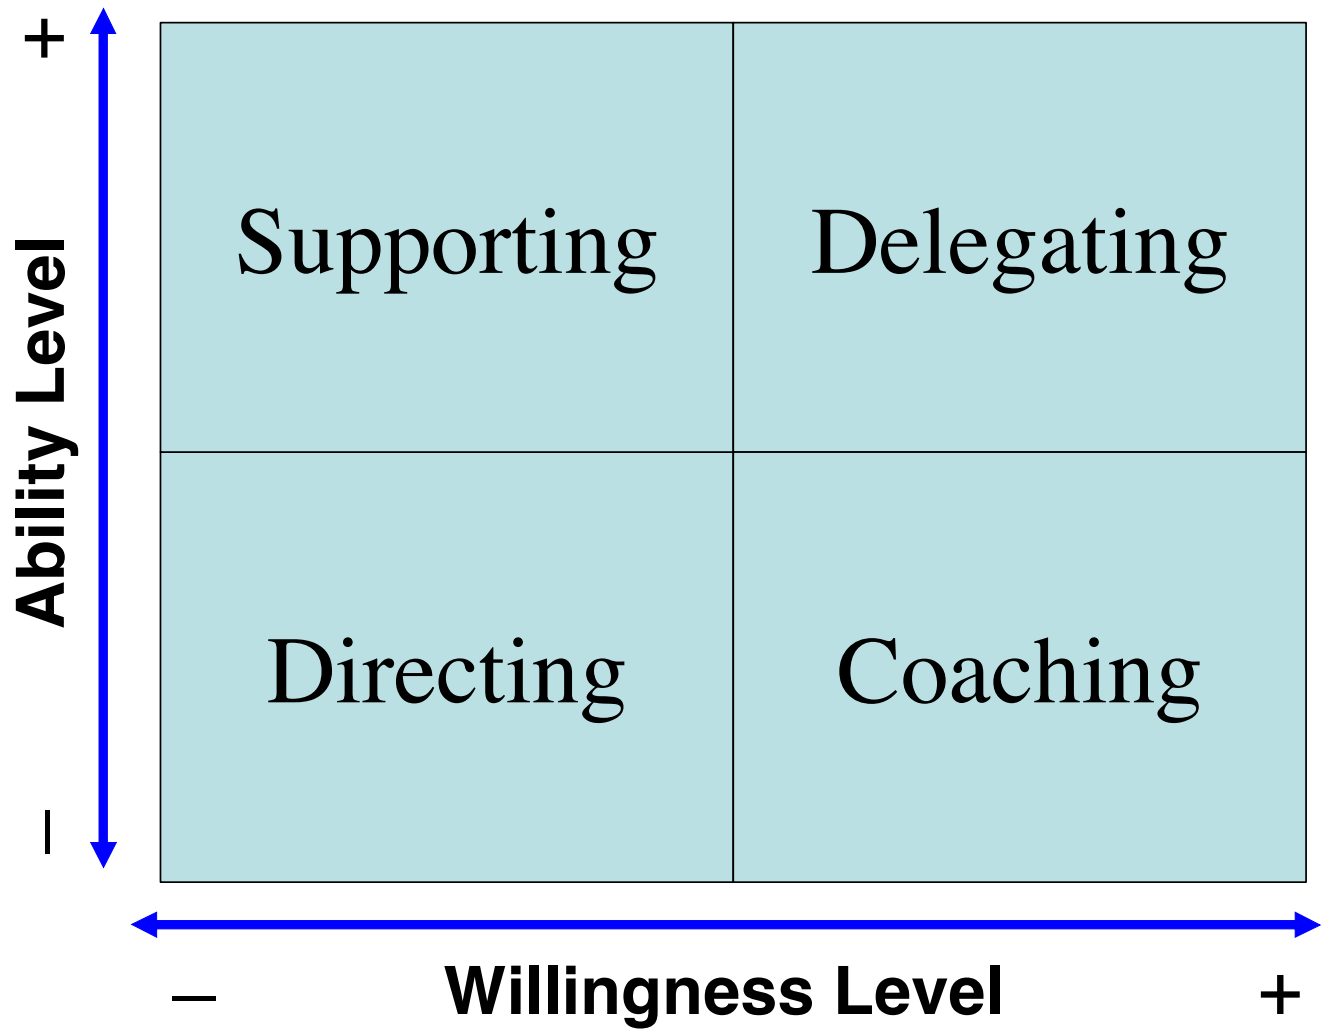 +
Ability Level
–
Supporting
Delegating
Directing
Coaching
– Willingness Level +